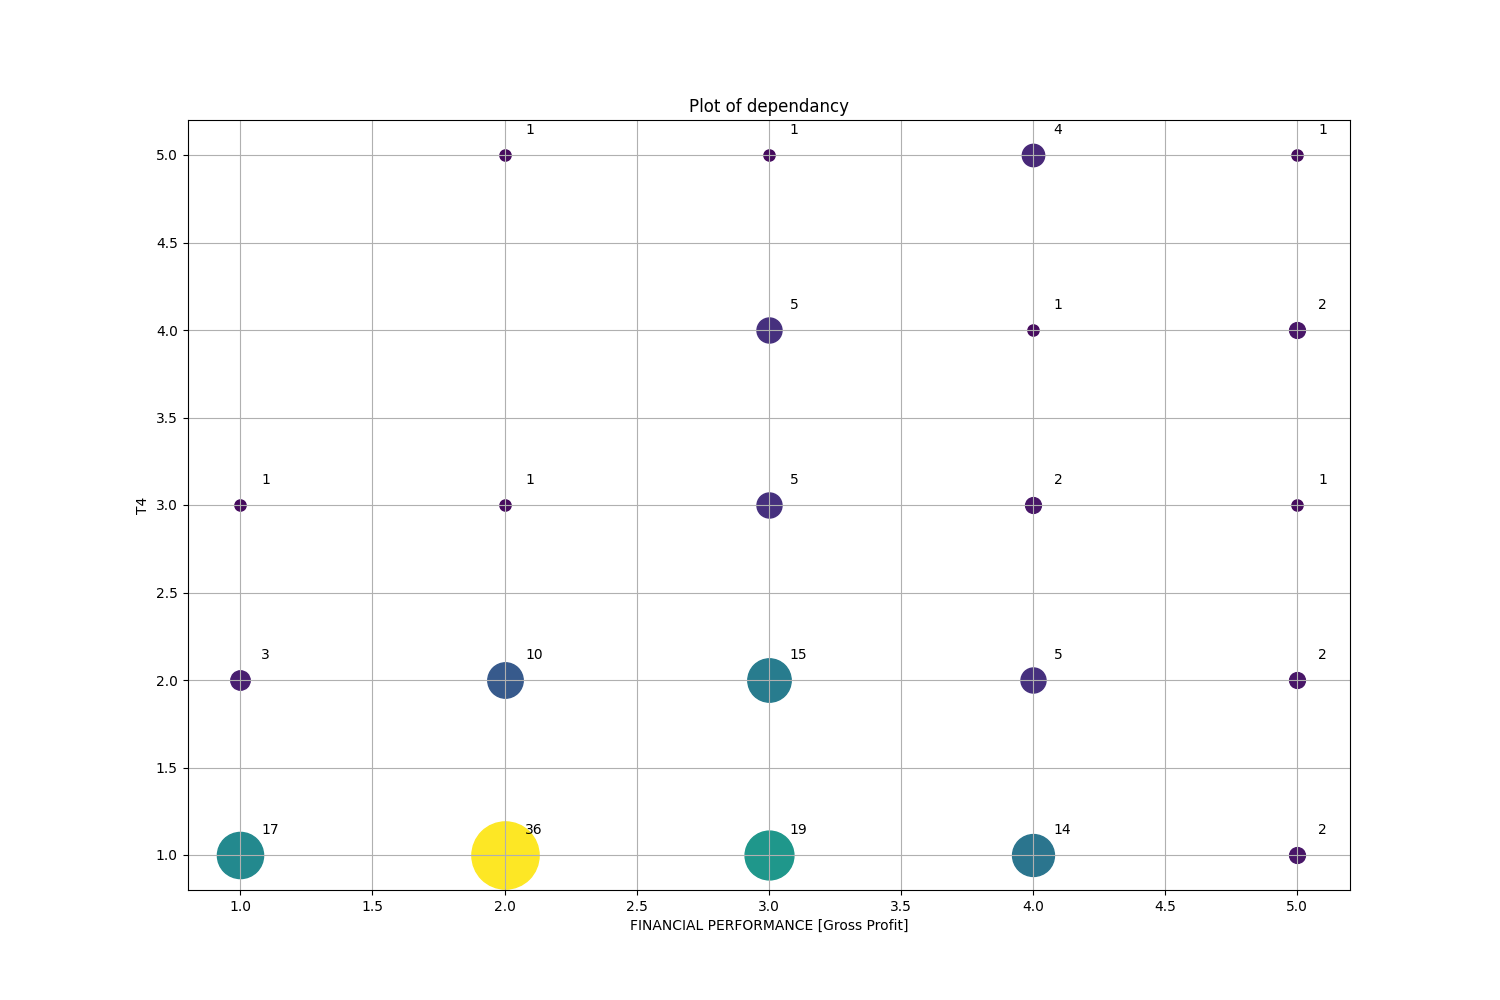 Plot of dependancy
1 1 4 1
5.0
4.5
5 1 2
4.0
3.5
1 1 5 2 1
3.0
T4
2.5
3 10 15 5 2
2.0
1.5
17 36 19 14 2
1.0
1.0 1.5 2.0 2.5 3.0 3.5 4.0 4.5 5.0
FINANCIAL PERFORMANCE [Gross Profit]